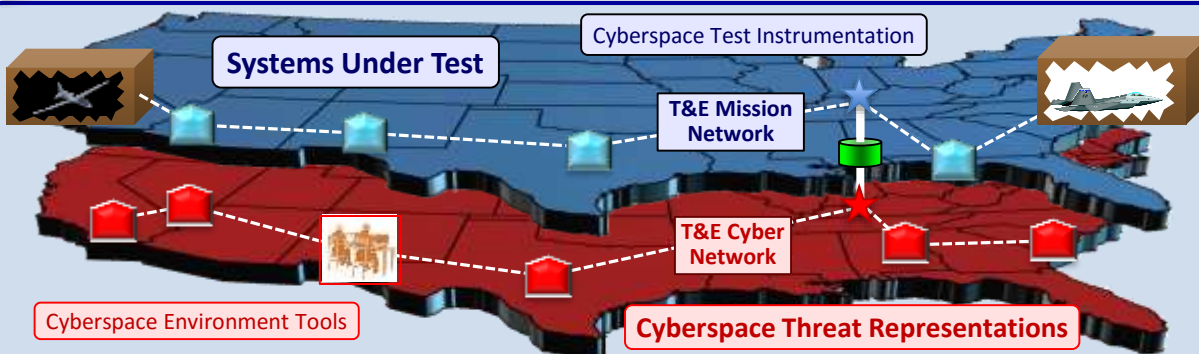 Cyberspace Test Instrumentation
Systems Under Test
T&E Mission
Network
T&E Cyber
Network
Cyberspace Environment Tools
Cyberspace Threat Representations